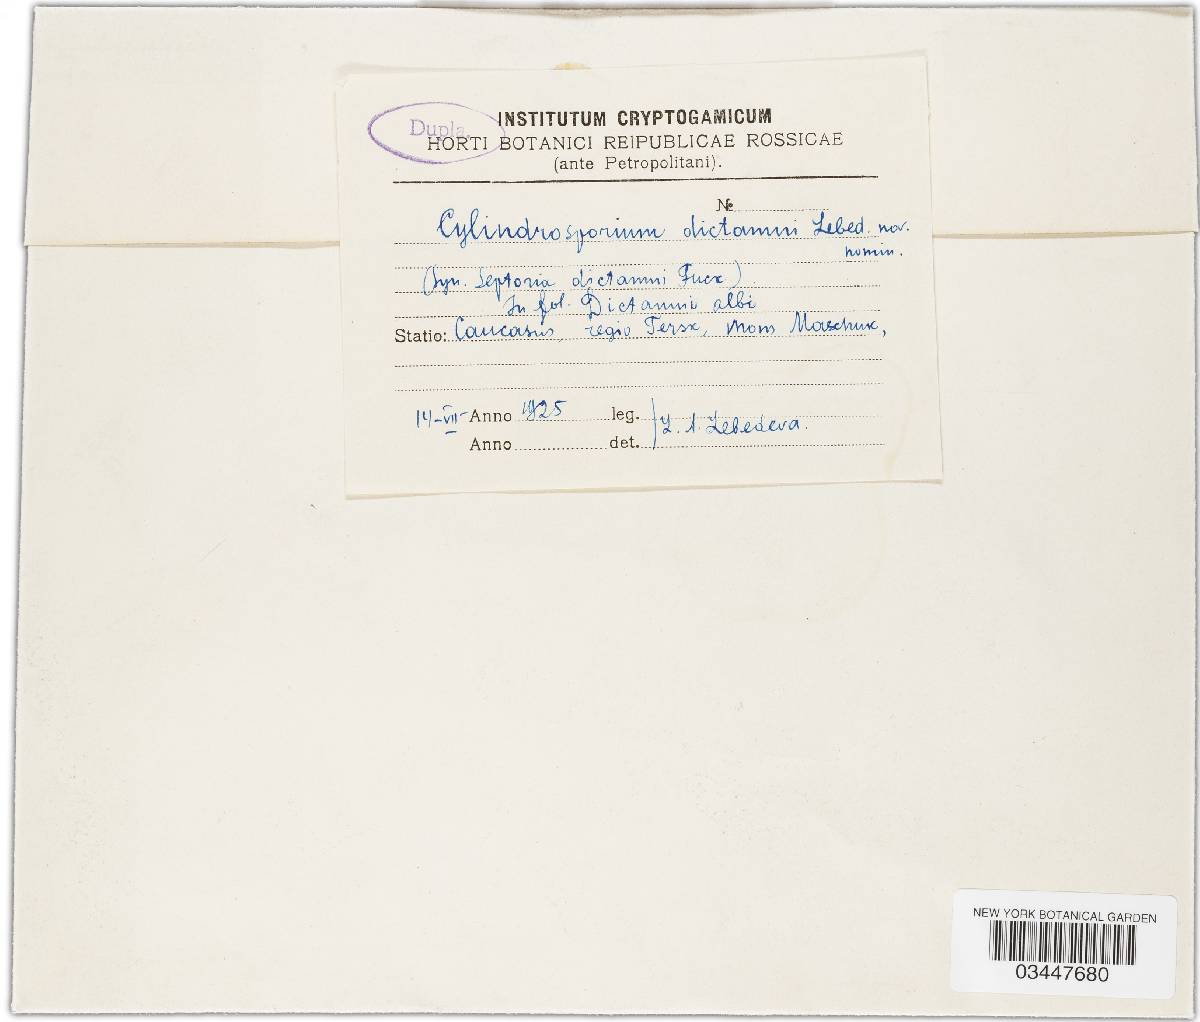 Dupla.
INSTITUTUM CRYPTOGAMICUM
HORTI BOTANICI REIPUBLICAE ROSSICAE
(ante Petropolitani).
№
Cylindrosporium dictamni Lebed. nov.
nomin.
(Syn. Septoria dictamni Fucx)
In fol. Dictamni albi
Statio: Caucasus, regio Tersk, mons Maschuk,
14-VII- Anno 1925 leg.
Anno det. L. A. Lebedeva.
NEW YORK BOTANICAL GARDEN
03447680